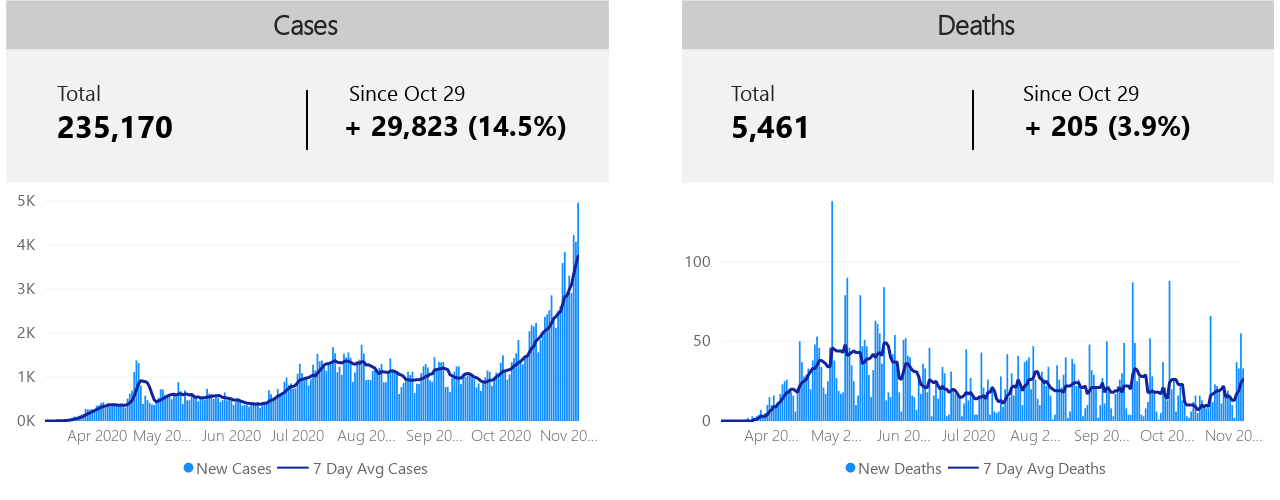 Cases
Total
235,170
Since Oct 29
+ 29,823 (14.5%)
5K
4K
3K
2K
1K
0K
Apr 2020 May 20... Jun 2020 Jul 2020 Aug 20... Sep 20... Oct 2020 Nov 20...
New Cases 7 Day Avg Cases
Deaths
Total
5,461
Since Oct 29
+ 205 (3.9%)
100
50
0
Apr 20... May 2... Jun 20... Jul 2020 Aug 2... Sep 20... Oct 20... Nov 20...
New Deaths 7 Day Avg Deaths